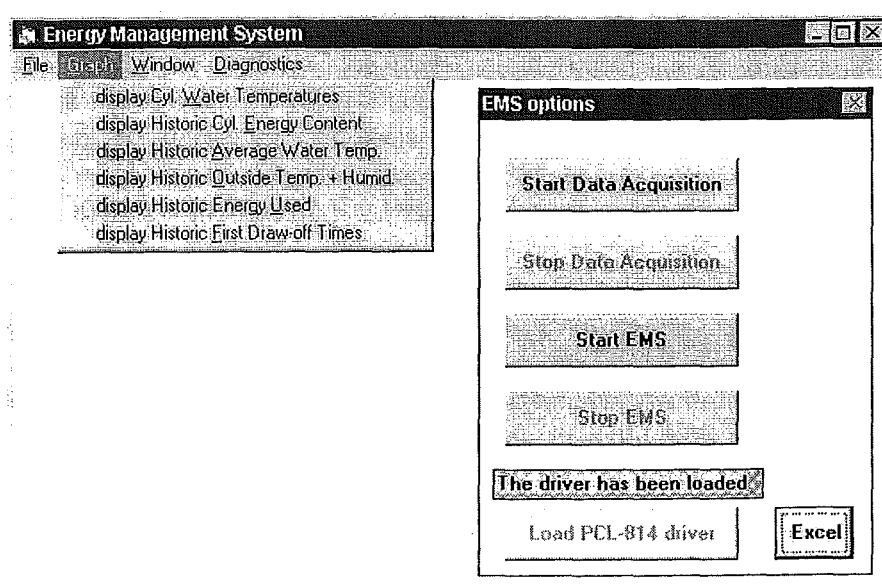 Energy Management System
File Graph Window Diagnostics
display Cyl. Water Temperatures
display Historic Cyl. Energy Content
display Historic Average Water Temp.
display Historic Outside Temp. + Humid.
display Historic Energy Used
display Historic First Draw-off Times
EMS options
Start Data Acquisition
Stop Data Acquisition
Start EMS
Stop EMS
The driver has been loaded
Load PCL-814 driver
Excel